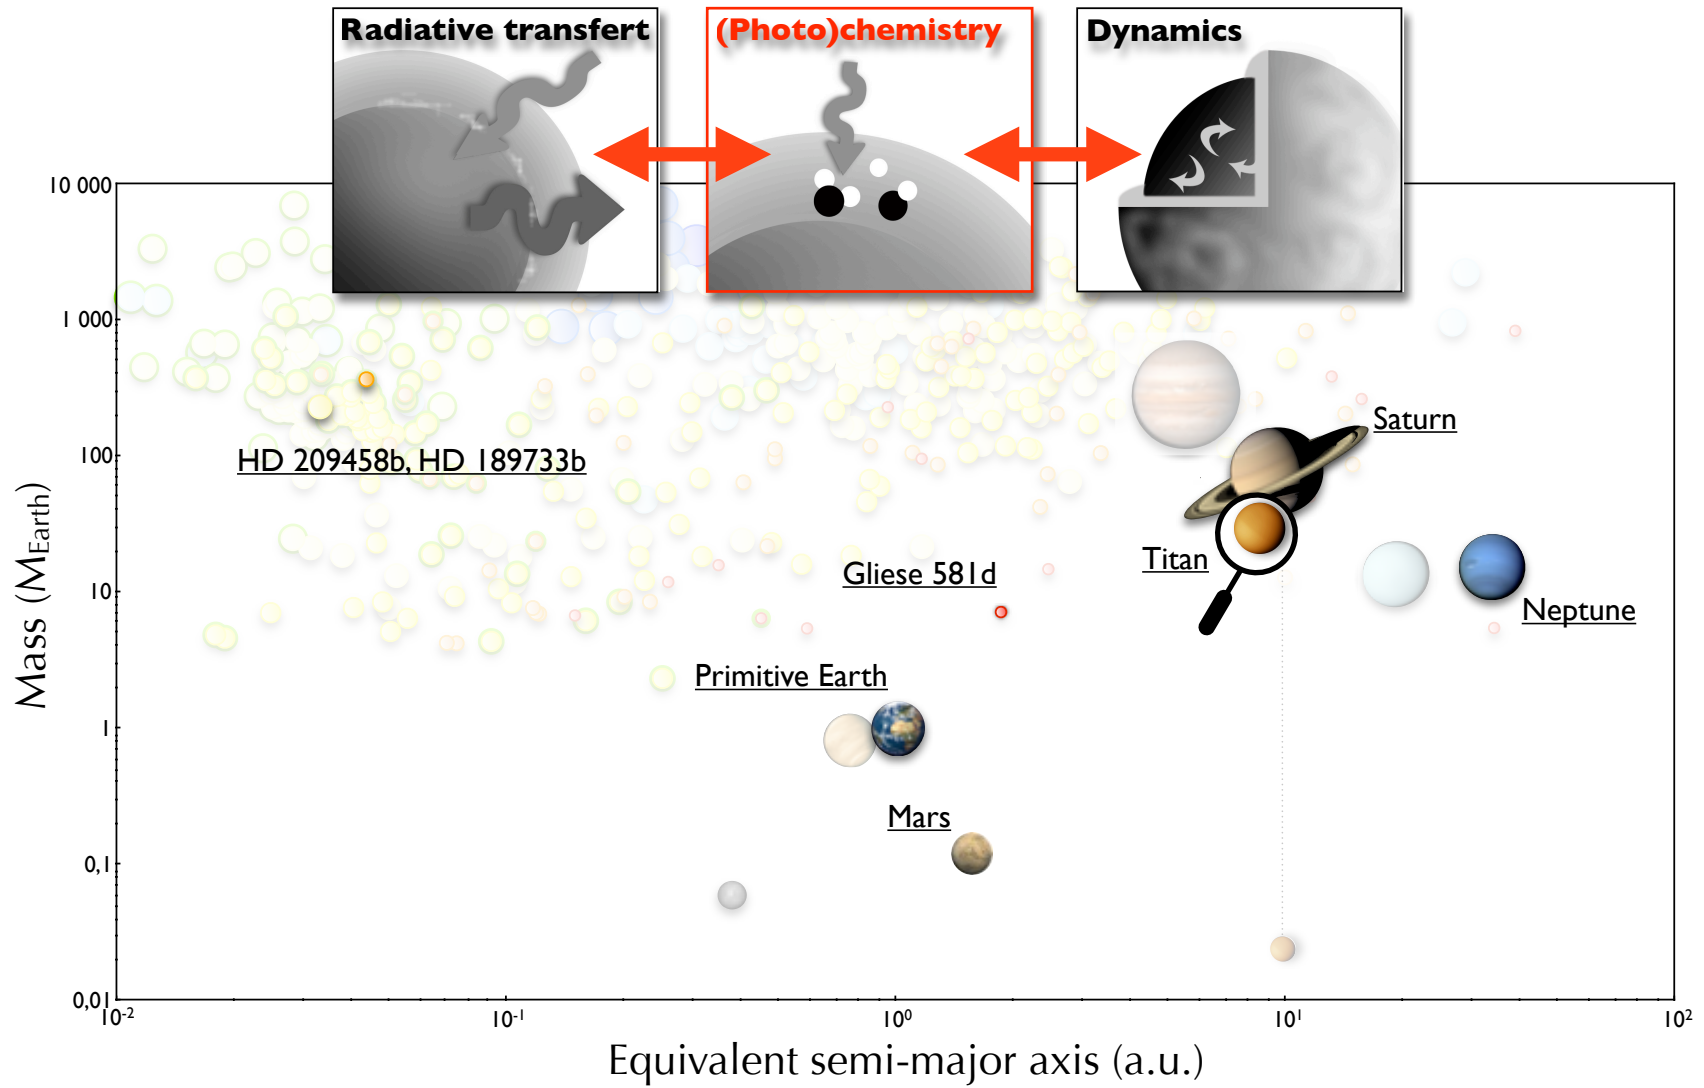 Radiative transfert
(Photo)chemistry
Dynamics
10 000
1 000
100
10
1
0,1
0,01
Mass (M_Earth)
HD 209458b, HD 189733b
Saturn
Titan
Gliese 581d
Neptune
Primitive Earth
Mars
10⁻²
10⁻¹
10⁰
10¹
10²
Equivalent semi-major axis (a.u.)